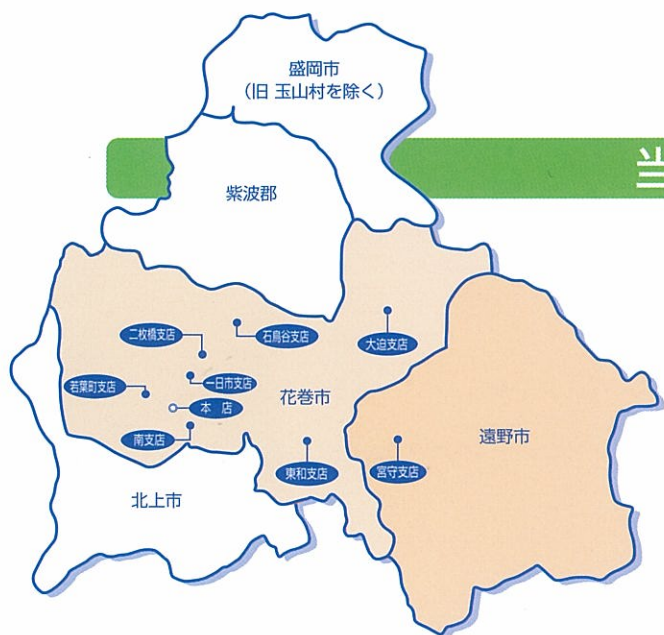 盛岡市
（旧 玉山村を除く）
当
紫波郡
二枚橋支店
石鳥谷支店
大迫支店
若葉町支店
一日市支店
本　店
花巻市
南支店
遠野市
東和支店
宮守支店
北上市